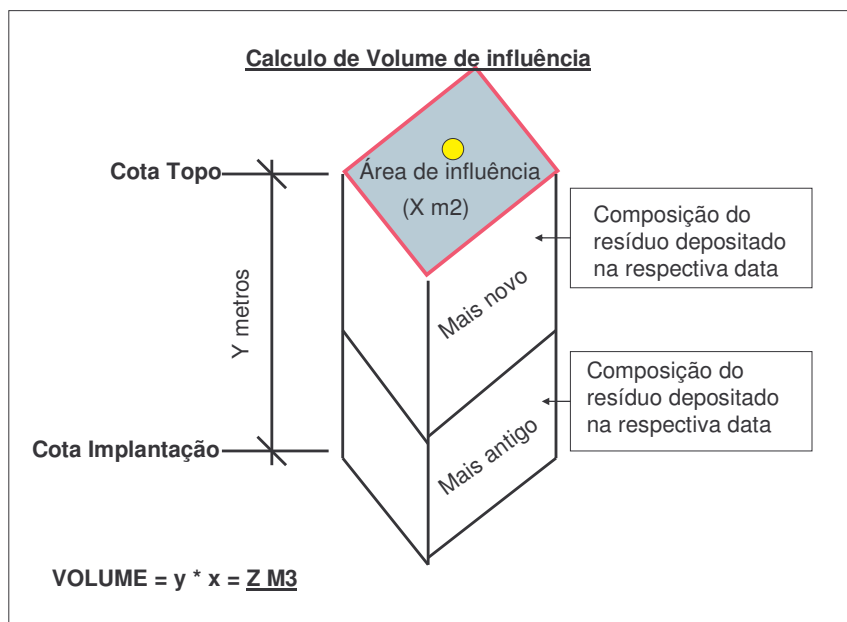 Calculo de Volume de influência
Cota Topo
Área de influência
(X m2)
Composição do
resíduo depositado
na respectiva data
Y metros
Mais novo
Composição do
resíduo depositado
na respectiva data
Cota Implantação
Mais antigo
VOLUME = y * x = Z M3